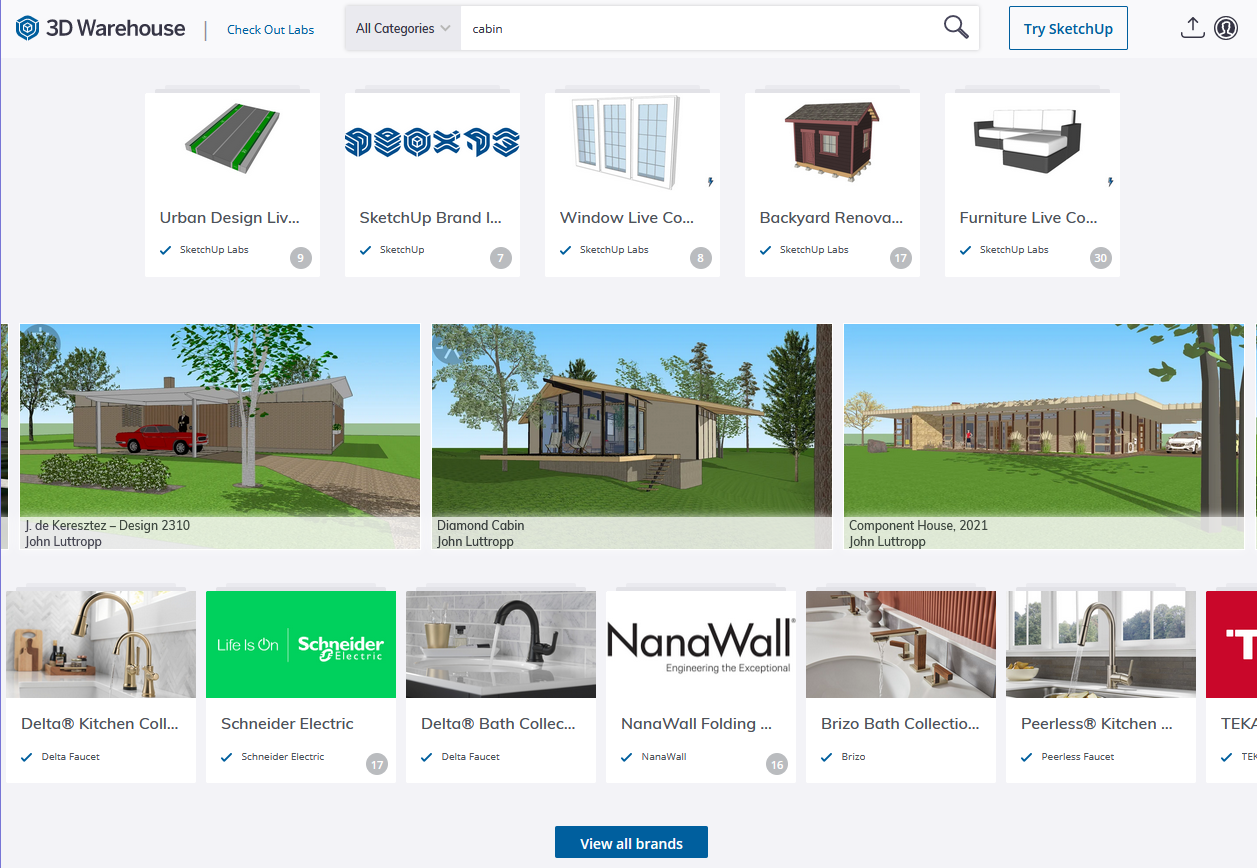 3D Warehouse
Check Out Labs
All Categories
cabin
Try SketchUp
Urban Design Liv...
SketchUp Labs
9
SketchUp Brand I...
SketchUp
7
Window Live Co...
SketchUp Labs
8
Backyard Renova...
SketchUp Labs
17
Furniture Live Co...
SketchUp Labs
30
J. de Keresztez – Design 2310
John Luttropp
Diamond Cabin
John Luttropp
Component House, 2021
John Luttropp
Life Is On
Schneider
Electric
NanaWall®
Engineering the Exceptional
Delta® Kitchen Coll...
Delta Faucet
Schneider Electric
Schneider Electric
17
Delta® Bath Collec...
Delta Faucet
NanaWall Folding ...
NanaWall
16
Brizo Bath Collectio...
Brizo
Peerless® Kitchen ...
Peerless Faucet
TEKA
TEK
View all brands